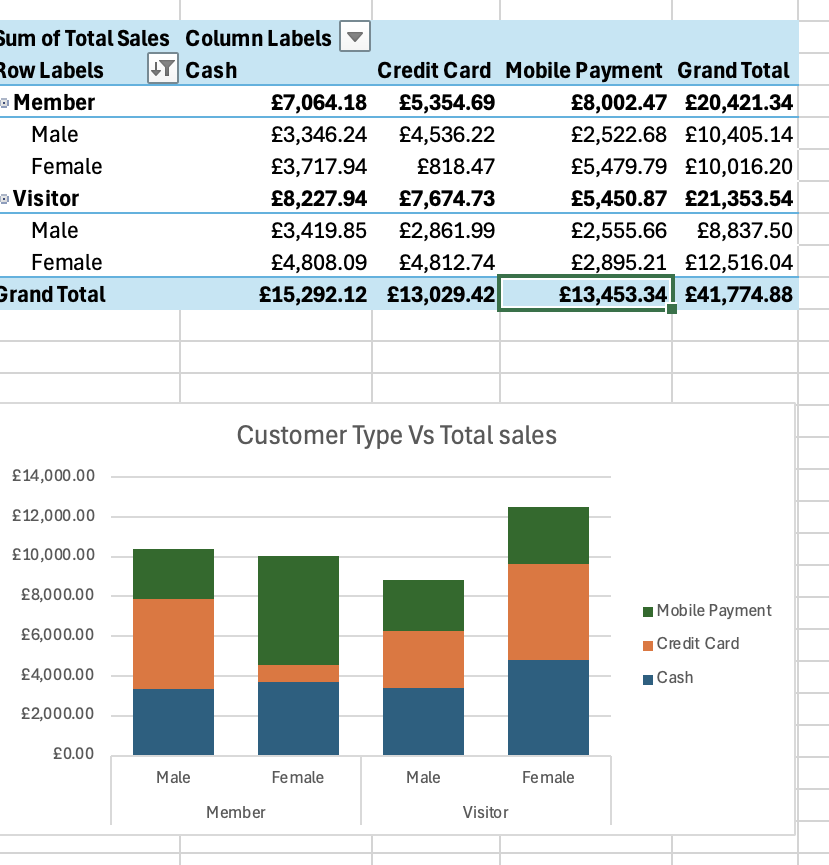 Sum of Total Sales Column Labels
Row Labels Cash Credit Card Mobile Payment Grand Total
Member £7,064.18 £5,354.69 £8,002.47 £20,421.34
Male £3,346.24 £4,536.22 £2,522.68 £10,405.14
Female £3,717.94 £818.47 £5,479.79 £10,016.20
Visitor £8,227.94 £7,674.73 £5,450.87 £21,353.54
Male £3,419.85 £2,861.99 £2,555.66 £8,837.50
Female £4,808.09 £4,812.74 £2,895.21 £12,516.04
Grand Total £15,292.12 £13,029.42 £13,453.34 £41,774.88
Customer Type Vs Total sales
£14,000.00
£12,000.00
£10,000.00
£8,000.00
£6,000.00
£4,000.00
£2,000.00
£0.00
Mobile Payment
Credit Card
Cash
Male Female Male Female
Member Visitor